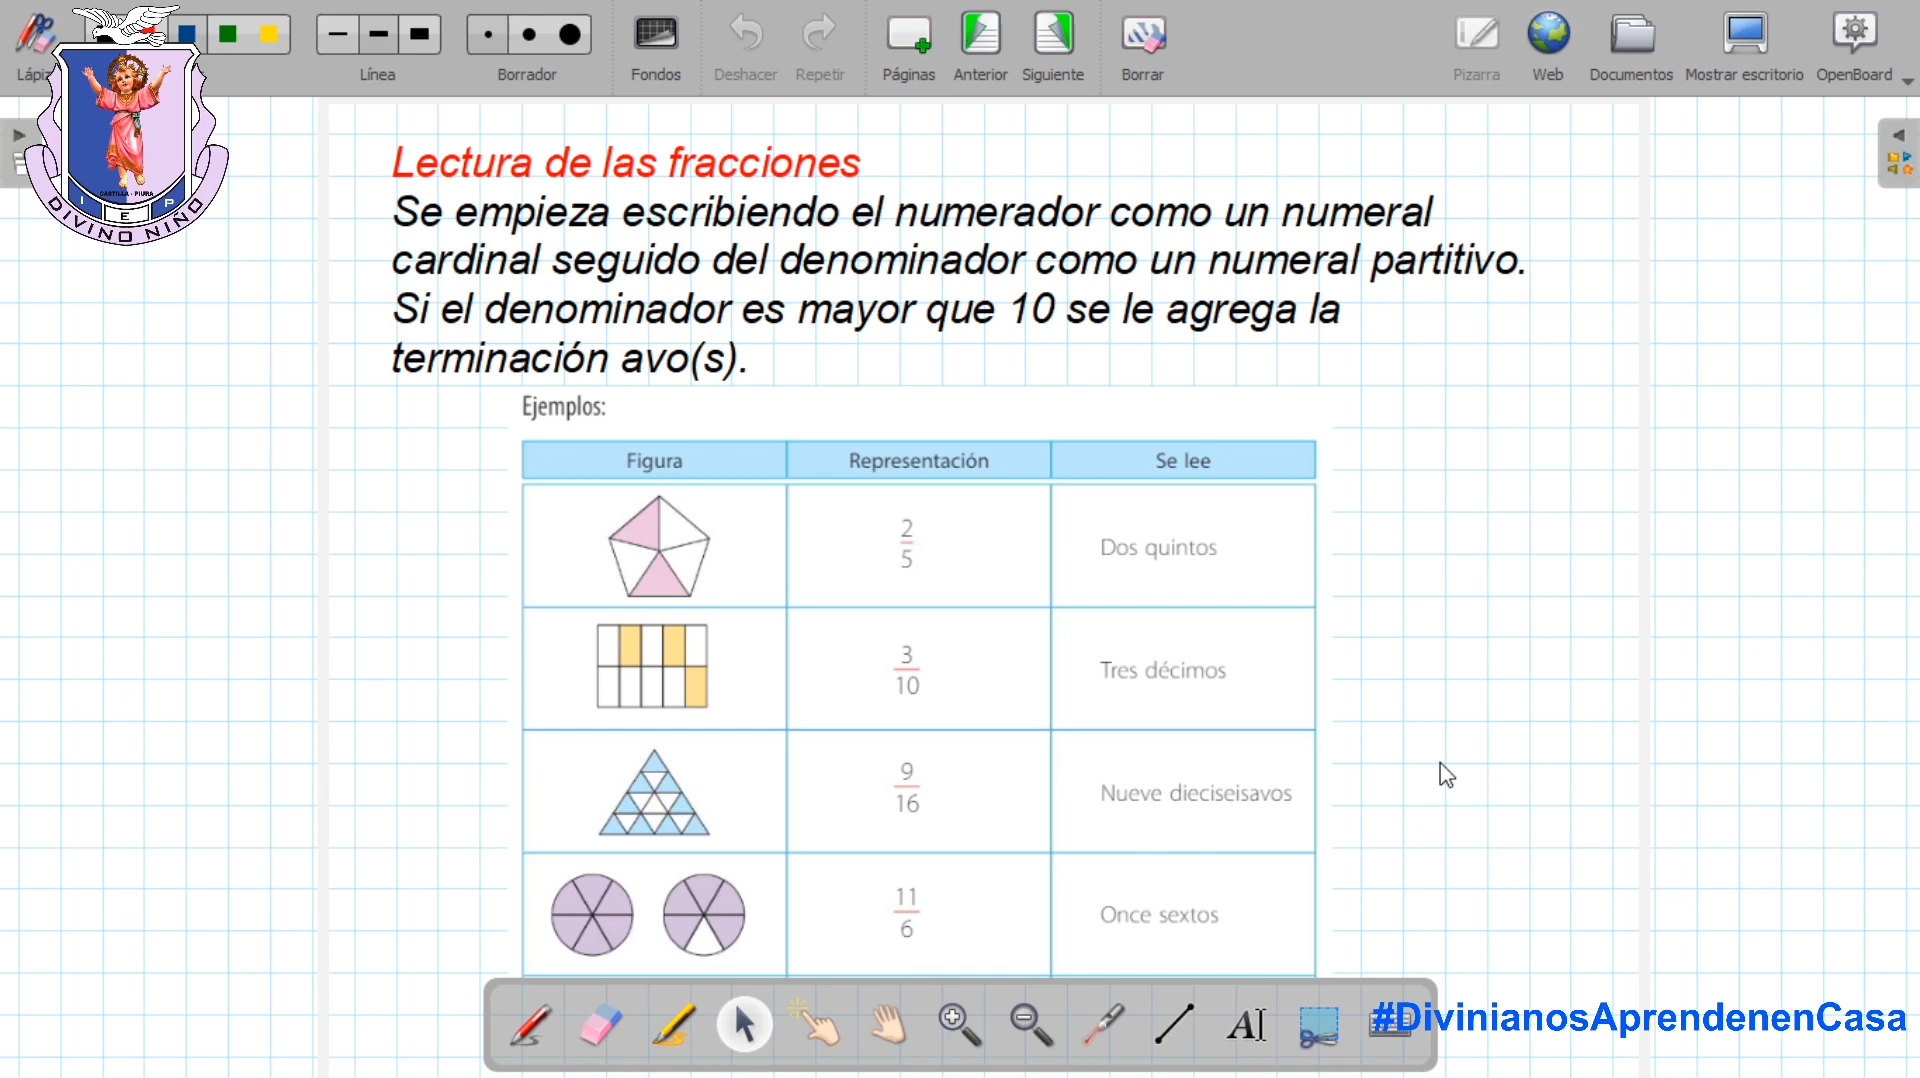 Línea
Borrador
Fondos
Deshacer
Repetir
Páginas
Anterior
Siguiente
Borrar
Pizarra
Web
Documentos
Mostrar escritorio
OpenBoard
CASTILLA - PIURA
I E P
DIVINO NIÑO
Lectura de las fracciones
Se empieza escribiendo el numerador como un numeral
cardinal seguido del denominador como un numeral partitivo.
Si el denominador es mayor que 10 se le agrega la
terminación avo(s).
Ejemplos:
Figura Representación Se lee
2/5 Dos quintos
3/10 Tres décimos
9/16 Nueve dieciseisavos
11/6 Once sextos
#DivinianosAprendenenCasa